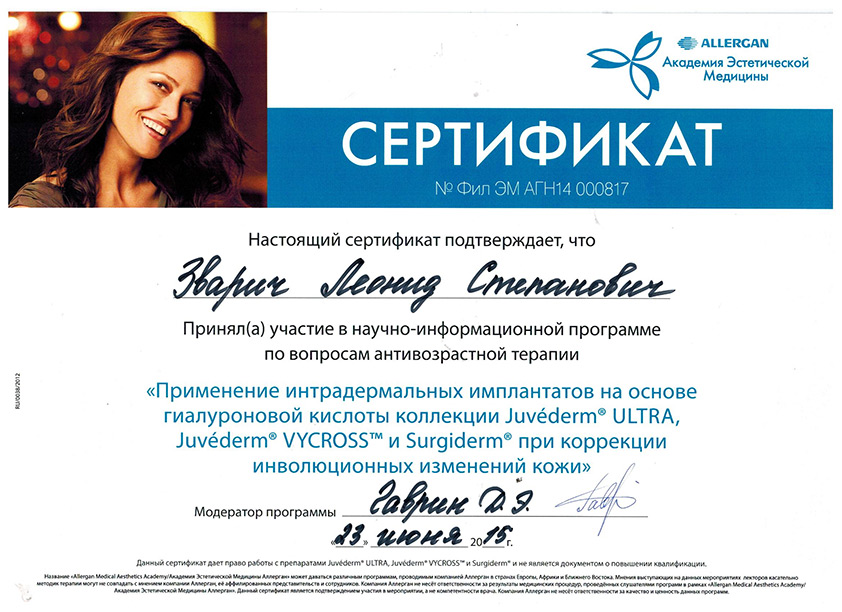 ALLERGAN
Академия Эстетической
Медицины
СЕРТИФИКАТ
№ Фил ЭМ АГН14 000817
Настоящий сертификат подтверждает, что
Зварич Леонид Степанович
Принял(а) участие в научно-информационной программе
по вопросам антивозрастной терапии
«Применение интрадермальных имплантатов на основе
гиалуроновой кислоты коллекции Juvéderm® ULTRA,
Juvéderm® VYCROSS™ и Surgiderm® при коррекции
инволюционных изменений кожи»
Модератор программы Гаврин Д.Э.
«23» июня 2015г.
RU/0038/2012
Данный сертификат дает право работы с препаратами Juvéderm® ULTRA, Juvéderm® VYCROSS™ и Surgiderm® и не является документом о повышении квалификации.
Название «Allergan Medical Aesthetics Academy/Академия Эстетической Медицины Аллерган» может даваться различным программам, проводимым компанией Аллерган в странах Европы, Африки и Ближнего Востока. Мнения выступающих на данных мероприятиях лекторов касательно
методик терапии могут не совпадать с мнением компании Аллерган, её аффилированных представительств и сотрудников. Компания Аллерган не несёт ответственности за результаты медицинских процедур, проведённых слушателями программ в рамках «Allergan Medical Aesthetics Academy/
Академия Эстетической Медицины Аллерган». Данный сертификат является подтверждением участия в мероприятии, а не компетентности врача. Компания Аллерган не несёт ответственности за качество и ценность данных программ.